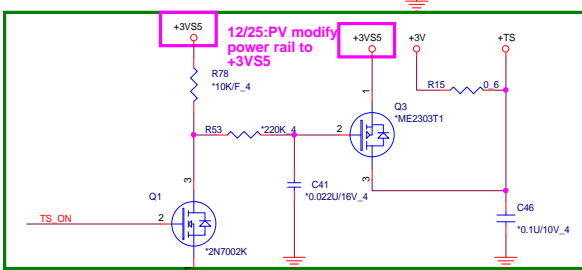 +3VS5
12/25:PV modify
power rail to
+3VS5
+3VS5
+3V
+TS
R78
*10K/F_4
R15
0_6
1
Q3
*ME2303T1
R53
*220K_4
2
3
3
C41
*0.022U/16V_4
Q1
C46
*0.1U/10V_4
TS_ON
2
*2N7002K
1